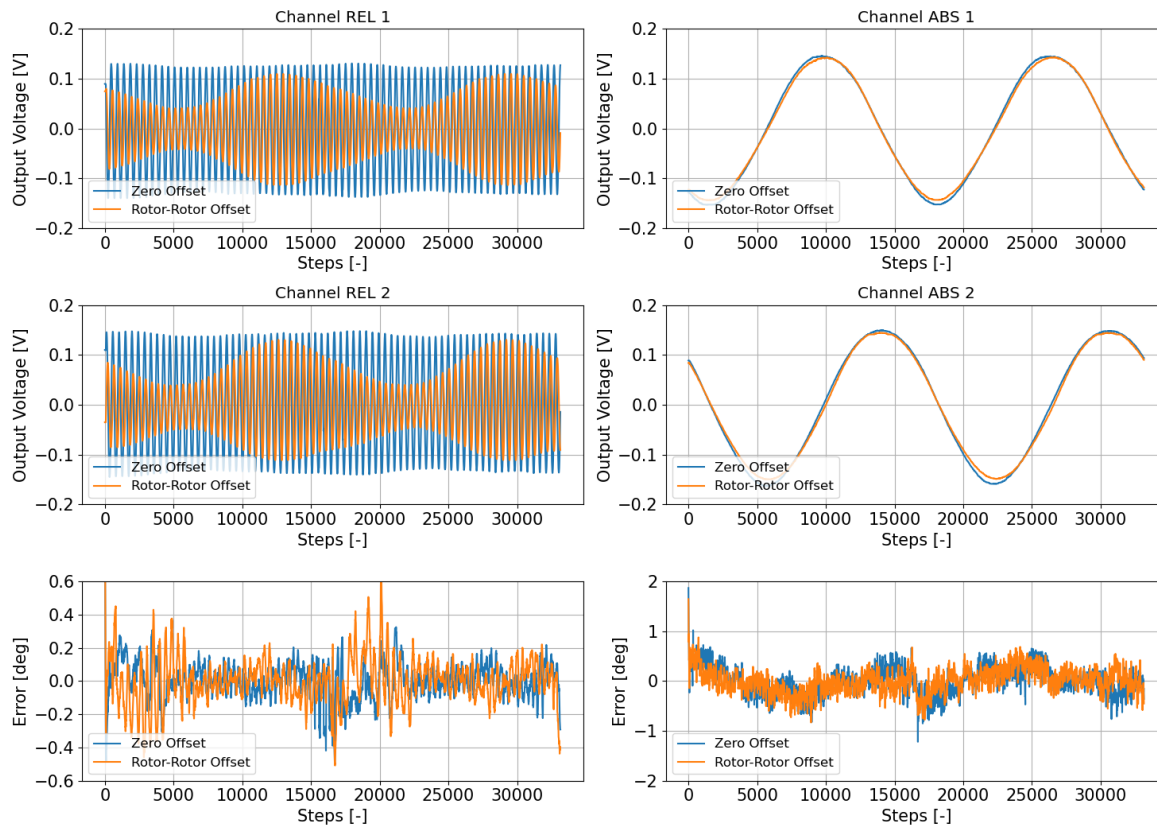 Channel REL 1
Output Voltage [V]
0.2
0.1
0.0
−0.1
−0.2
Zero Offset
Rotor-Rotor Offset
0 5000 10000 15000 20000 25000 30000
Steps [-]
Channel ABS 1
Output Voltage [V]
0.2
0.1
0.0
−0.1
−0.2
Zero Offset
Rotor-Rotor Offset
0 5000 10000 15000 20000 25000 30000
Steps [-]
Channel REL 2
Output Voltage [V]
0.2
0.1
0.0
−0.1
−0.2
Zero Offset
Rotor-Rotor Offset
0 5000 10000 15000 20000 25000 30000
Steps [-]
Channel ABS 2
Output Voltage [V]
0.2
0.1
0.0
−0.1
−0.2
Zero Offset
Rotor-Rotor Offset
0 5000 10000 15000 20000 25000 30000
Steps [-]
Error [deg]
0.6
0.4
0.2
0.0
−0.2
−0.4
−0.6
Zero Offset
Rotor-Rotor Offset
0 5000 10000 15000 20000 25000 30000
Steps [-]
Error [deg]
2
1
0
−1
−2
Zero Offset
Rotor-Rotor Offset
0 5000 10000 15000 20000 25000 30000
Steps [-]